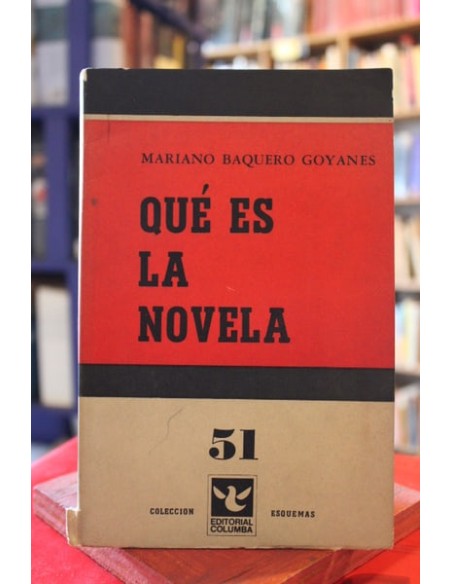 MARIANO BAQUERO GOYANES
QUÉ ES
LA
NOVELA
51
COLECCION
ESQUEMAS
EDITORIAL
COLUMBA